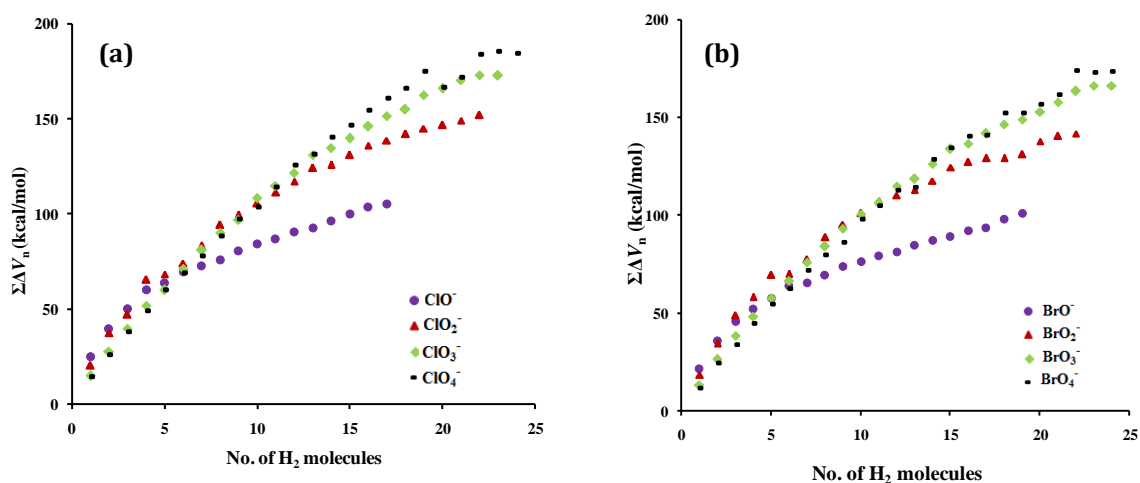 (a)
ΣΔVn (kcal/mol)
200
150
100
50
0
0 5 10 15 20 25
No. of H2 molecules
ClO-
ClO2-
ClO3-
ClO4-
(b)
ΣΔVn (kcal/mol)
200
150
100
50
0
0 5 10 15 20 25
No. of H2 molecules
BrO-
BrO2-
BrO3-
BrO4-